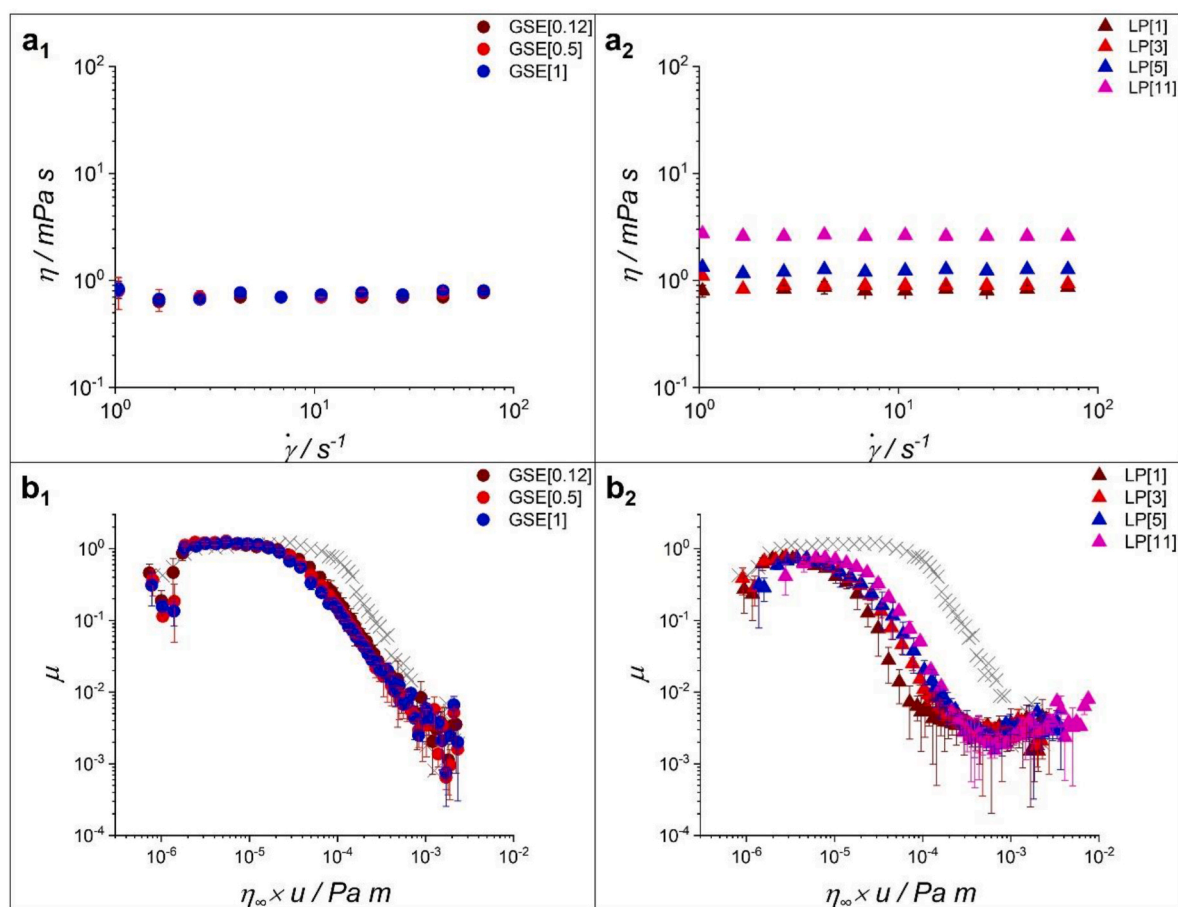 a1
GSE[0.12]
GSE[0.5]
GSE[1]
10^2
10^1
10^0
10^-1
η / mPa s
10^0 10^1 10^2
γ̇ / s^-1
a2
LP[1]
LP[3]
LP[5]
LP[11]
10^2
10^1
10^0
10^-1
η / mPa s
10^0 10^1 10^2
γ̇ / s^-1
b1
GSE[0.12]
GSE[0.5]
GSE[1]
10^0
10^-1
10^-2
10^-3
10^-4
μ
10^-6 10^-5 10^-4 10^-3 10^-2
η∞ × u / Pa m
b2
LP[1]
LP[3]
LP[5]
LP[11]
10^0
10^-1
10^-2
10^-3
10^-4
μ
10^-6 10^-5 10^-4 10^-3 10^-2
η∞ × u / Pa m